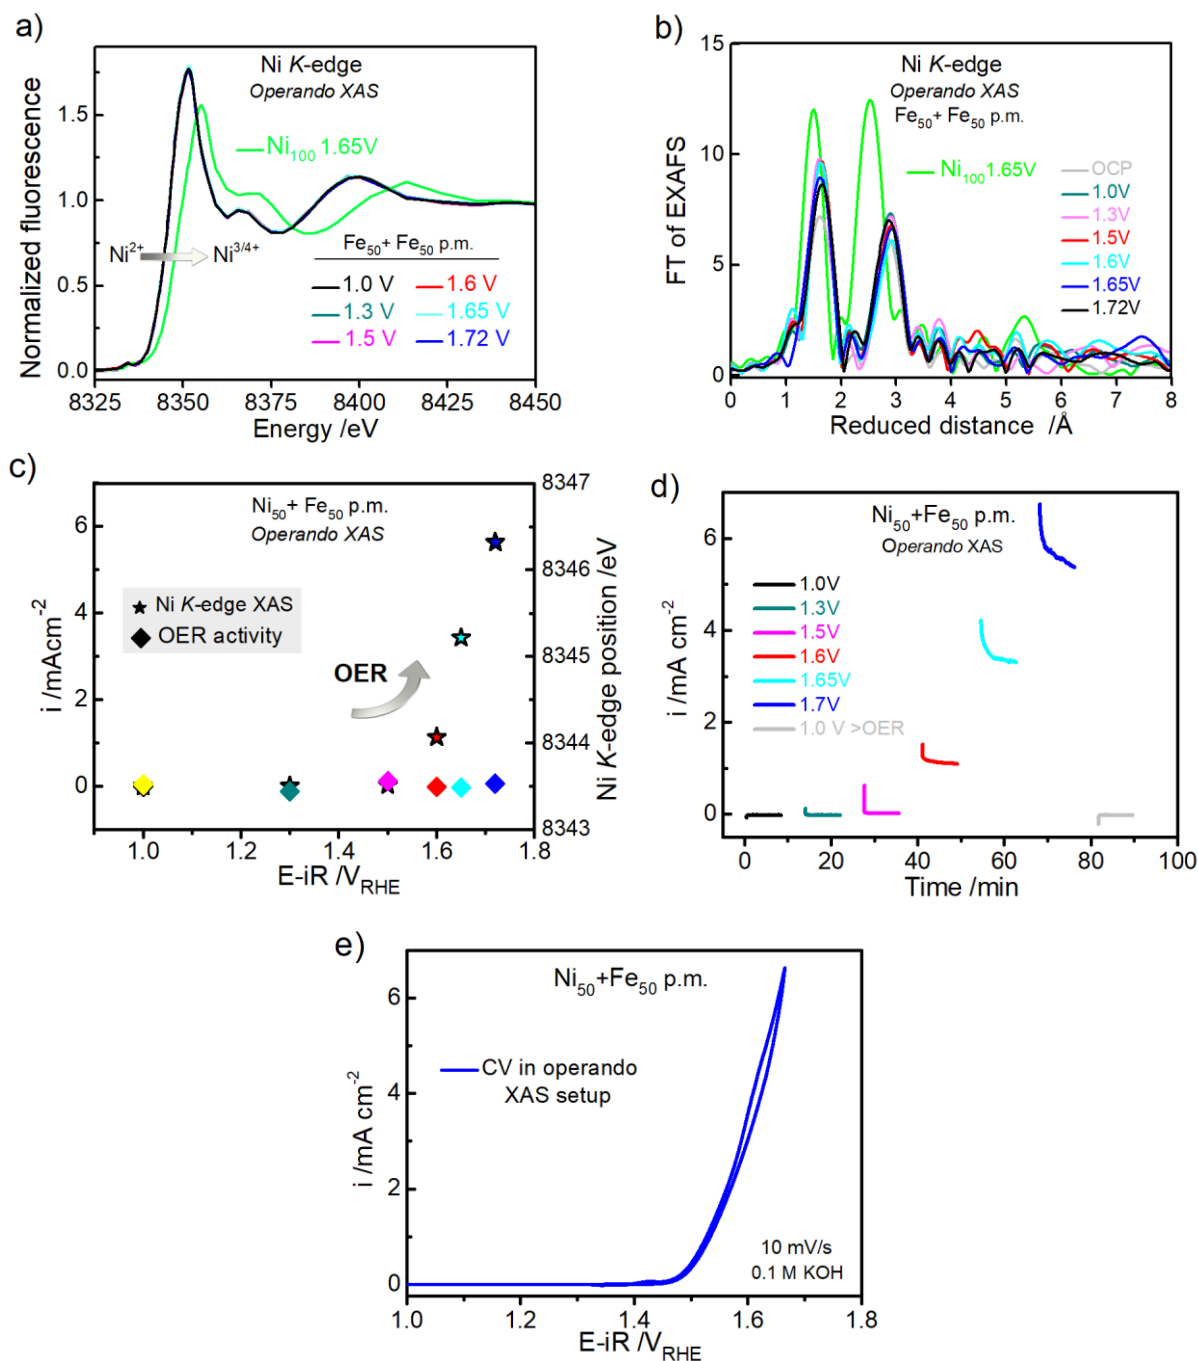 a)
Ni K-edge
Operando XAS
Ni100 1.65V
Ni2+
Ni3/4+
Fe50+ Fe50 p.m.
1.0 V
1.6 V
1.3 V
1.65 V
1.5 V
1.72V
Normalized fluorescence
1.5
1.0
0.5
0.0
8325 8350 8375 8400 8425 8450
Energy /eV
b)
Ni K-edge
Operando XAS
Fe50+ Fe50 p.m.
Ni100 1.65V
OCP
1.0V
1.3V
1.5V
1.6V
1.65V
1.72V
FT of EXAFS
15
10
5
0
0 1 2 3 4 5 6 7 8
Reduced distance /Å
c)
Ni50+ Fe50 p.m.
Operando XAS
Ni K-edge XAS
OER activity
OER
i /mAcm-2
6
4
2
0
8347
8346
8345
8344
8343
Ni K-edge position /eV
1.0 1.2 1.4 1.6 1.8
E-iR /VRHE
d)
Ni50+Fe50 p.m.
Operando XAS
1.0V
1.3V
1.5V
1.6V
1.65V
1.7V
1.0 V >OER
i /mA cm-2
6
4
2
0
0 20 40 60 80 100
Time /min
e)
Ni50+Fe50 p.m.
CV in operando
XAS setup
10 mV/s
0.1 M KOH
i /mA cm-2
6
4
2
0
1.0 1.2 1.4 1.6 1.8
E-iR /VRHE